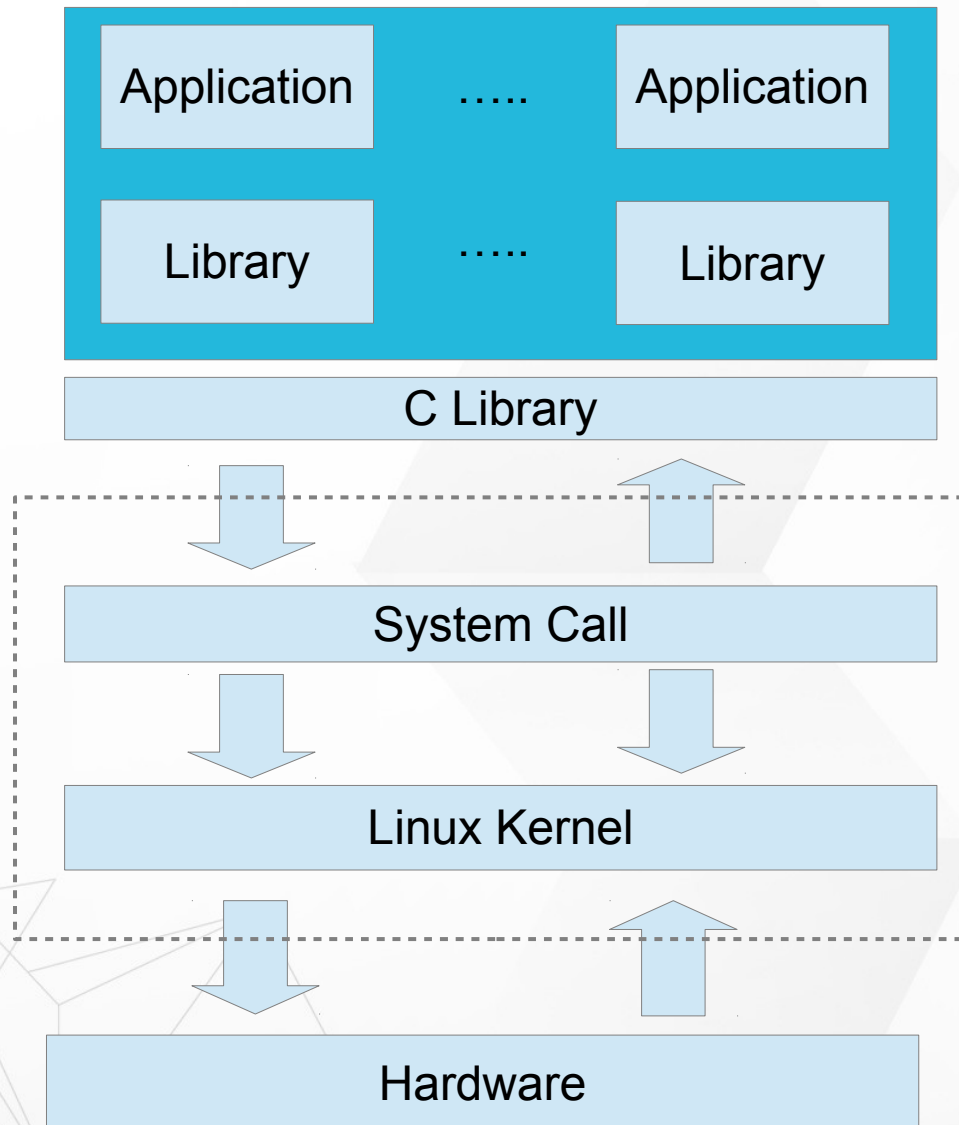 Application ..... Application
Library ..... Library
C Library
System Call
Linux Kernel
Hardware